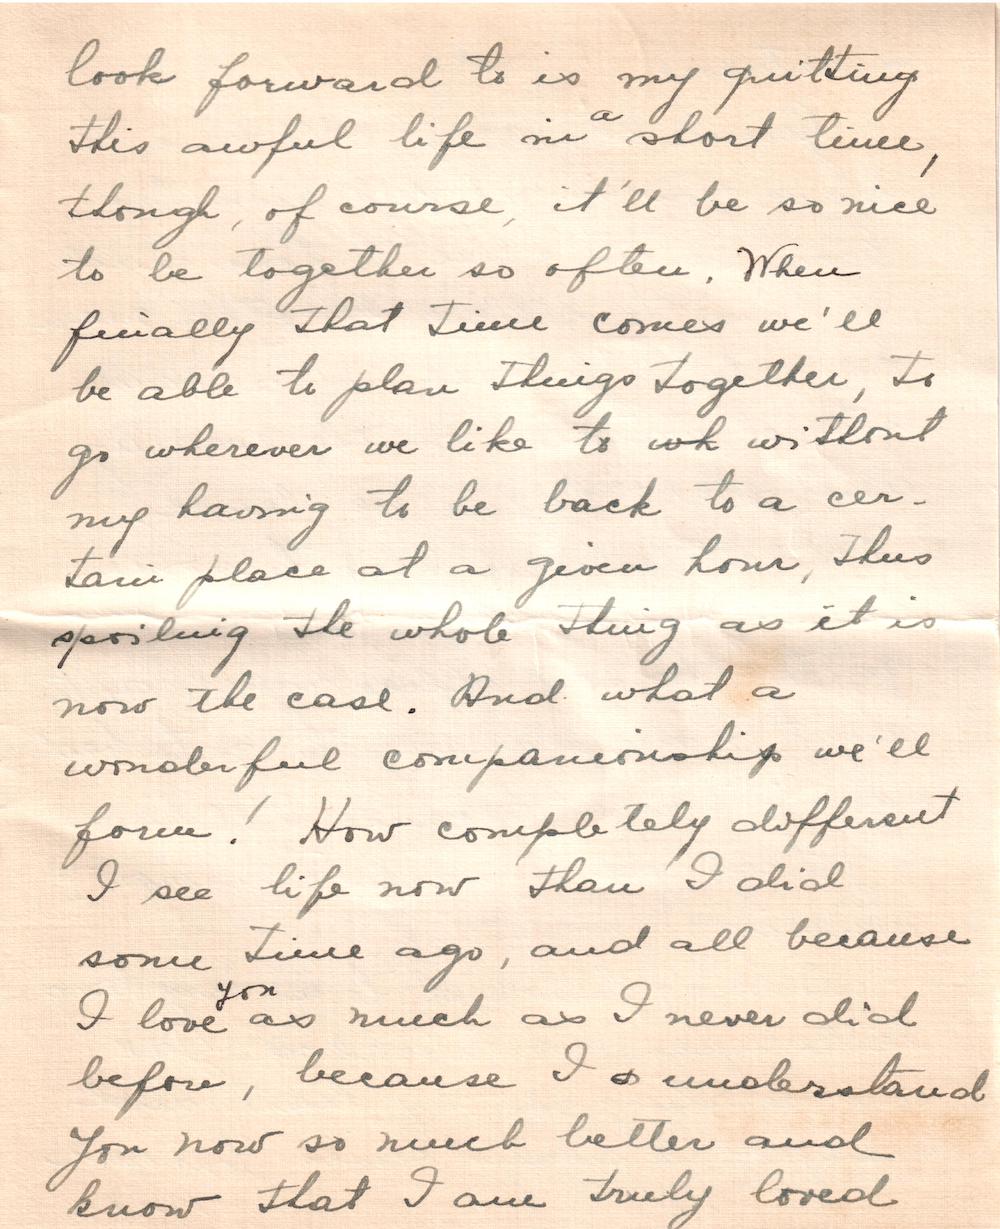 look forward to is my quitting
this awful life in a short time,
though, of course, it'll be so nice
to be together so often. When
finally that time comes we'll
be able to plan things together, to
go wherever we like to wh without
my having to be back to a cer-
tain place at a given hour, thus
spoiling the whole thing as it is
now the case. And what a
wonderful companionship we'll
form! How completely different
I see life now than I did
some time ago, and all because
I love you as much as I never did
before, because I understand
you now so much better and
know that I am truly loved